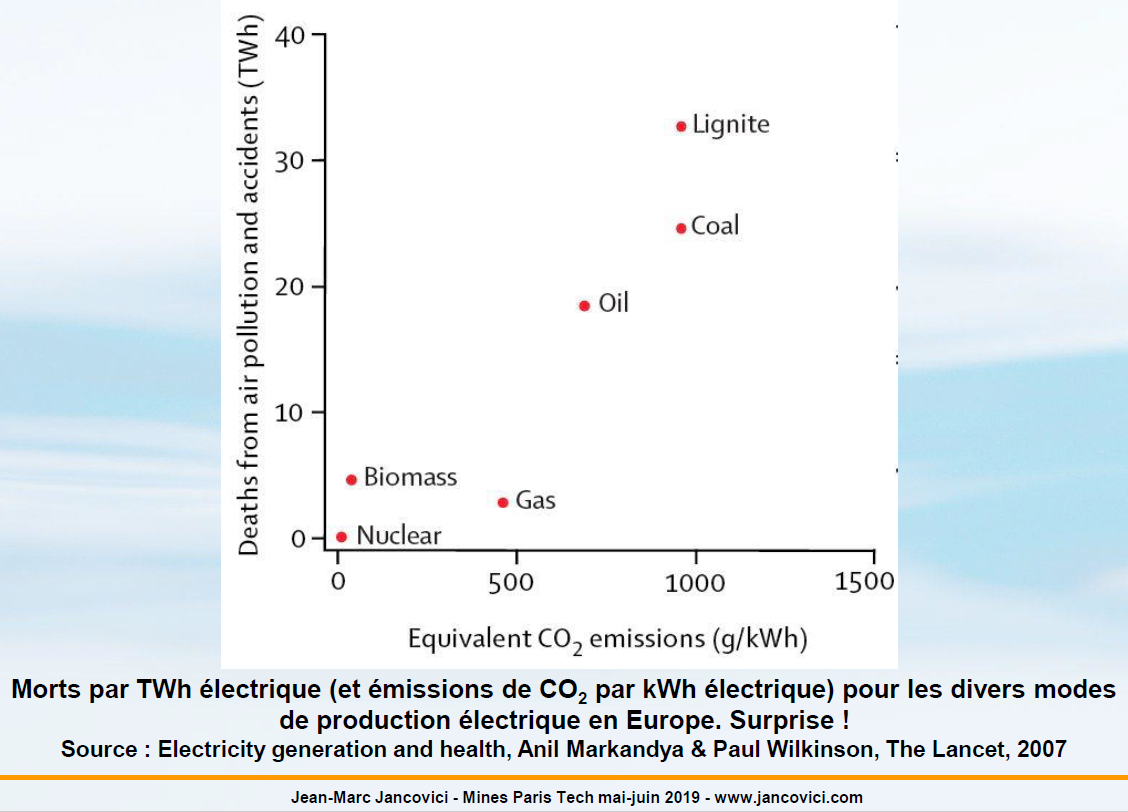 Deaths from air pollution and accidents (TWh)
40
30
20
10
0
Lignite
Coal
Oil
Biomass
Gas
Nuclear
0 500 1000 1500
Equivalent CO₂ emissions (g/kWh)
Morts par TWh électrique (et émissions de CO₂ par kWh électrique) pour les divers modes
de production électrique en Europe. Surprise !
Source : Electricity generation and health, Anil Markandya & Paul Wilkinson, The Lancet, 2007
Jean-Marc Jancovici - Mines Paris Tech mai-juin 2019 - www.jancovici.com